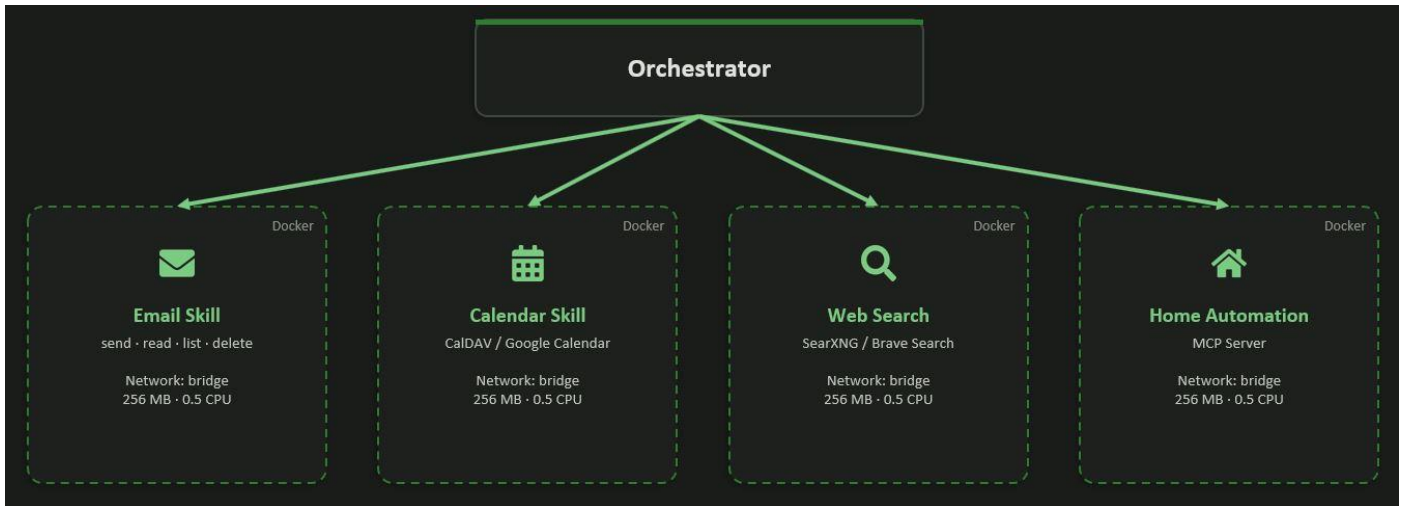 Orchestrator
Docker
Email Skill
send · read · list · delete
Network: bridge
256 MB · 0.5 CPU
Docker
Calendar Skill
CalDAV / Google Calendar
Network: bridge
256 MB · 0.5 CPU
Docker
Web Search
SearXNG / Brave Search
Network: bridge
256 MB · 0.5 CPU
Docker
Home Automation
MCP Server
Network: bridge
256 MB · 0.5 CPU